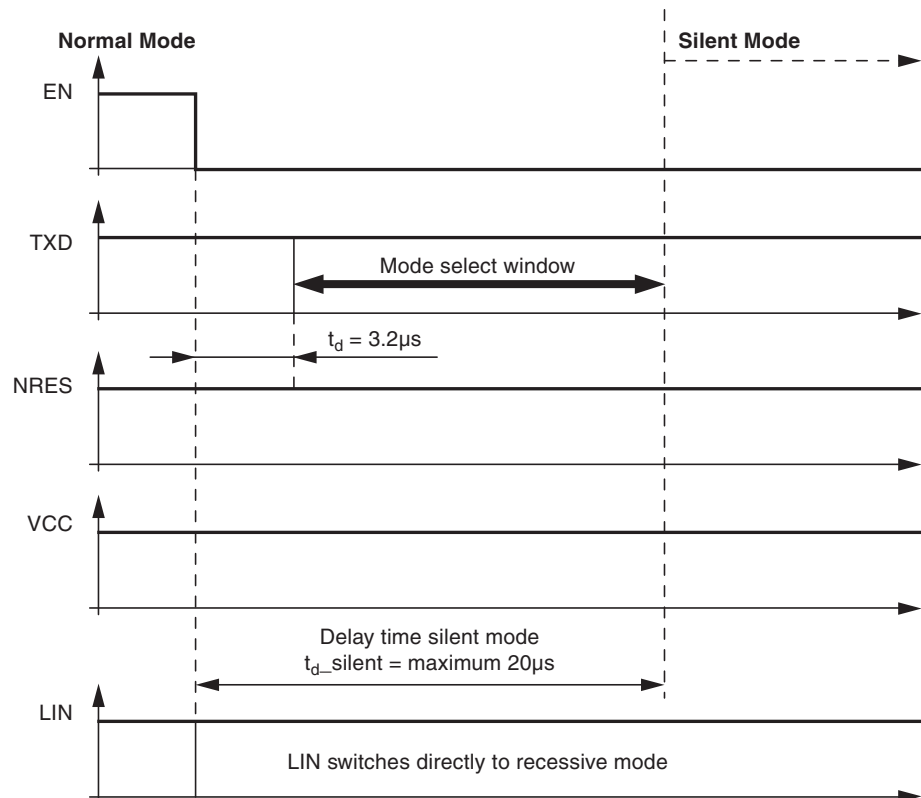 Normal Mode
Silent Mode
EN
TXD
Mode select window
t_d = 3.2µs
NRES
VCC
Delay time silent mode
t_d_silent = maximum 20µs
LIN
LIN switches directly to recessive mode